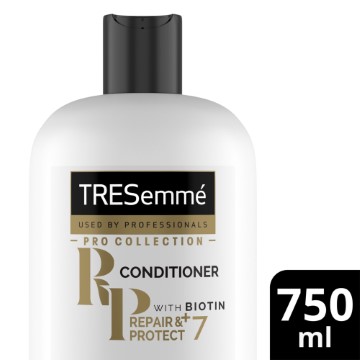 TRESemmé
USED BY PROFESSIONALS
PRO COLLECTION
RP
CONDITIONER
WITH BIOTIN
REPAIR &
PROTECT +7
750
ml